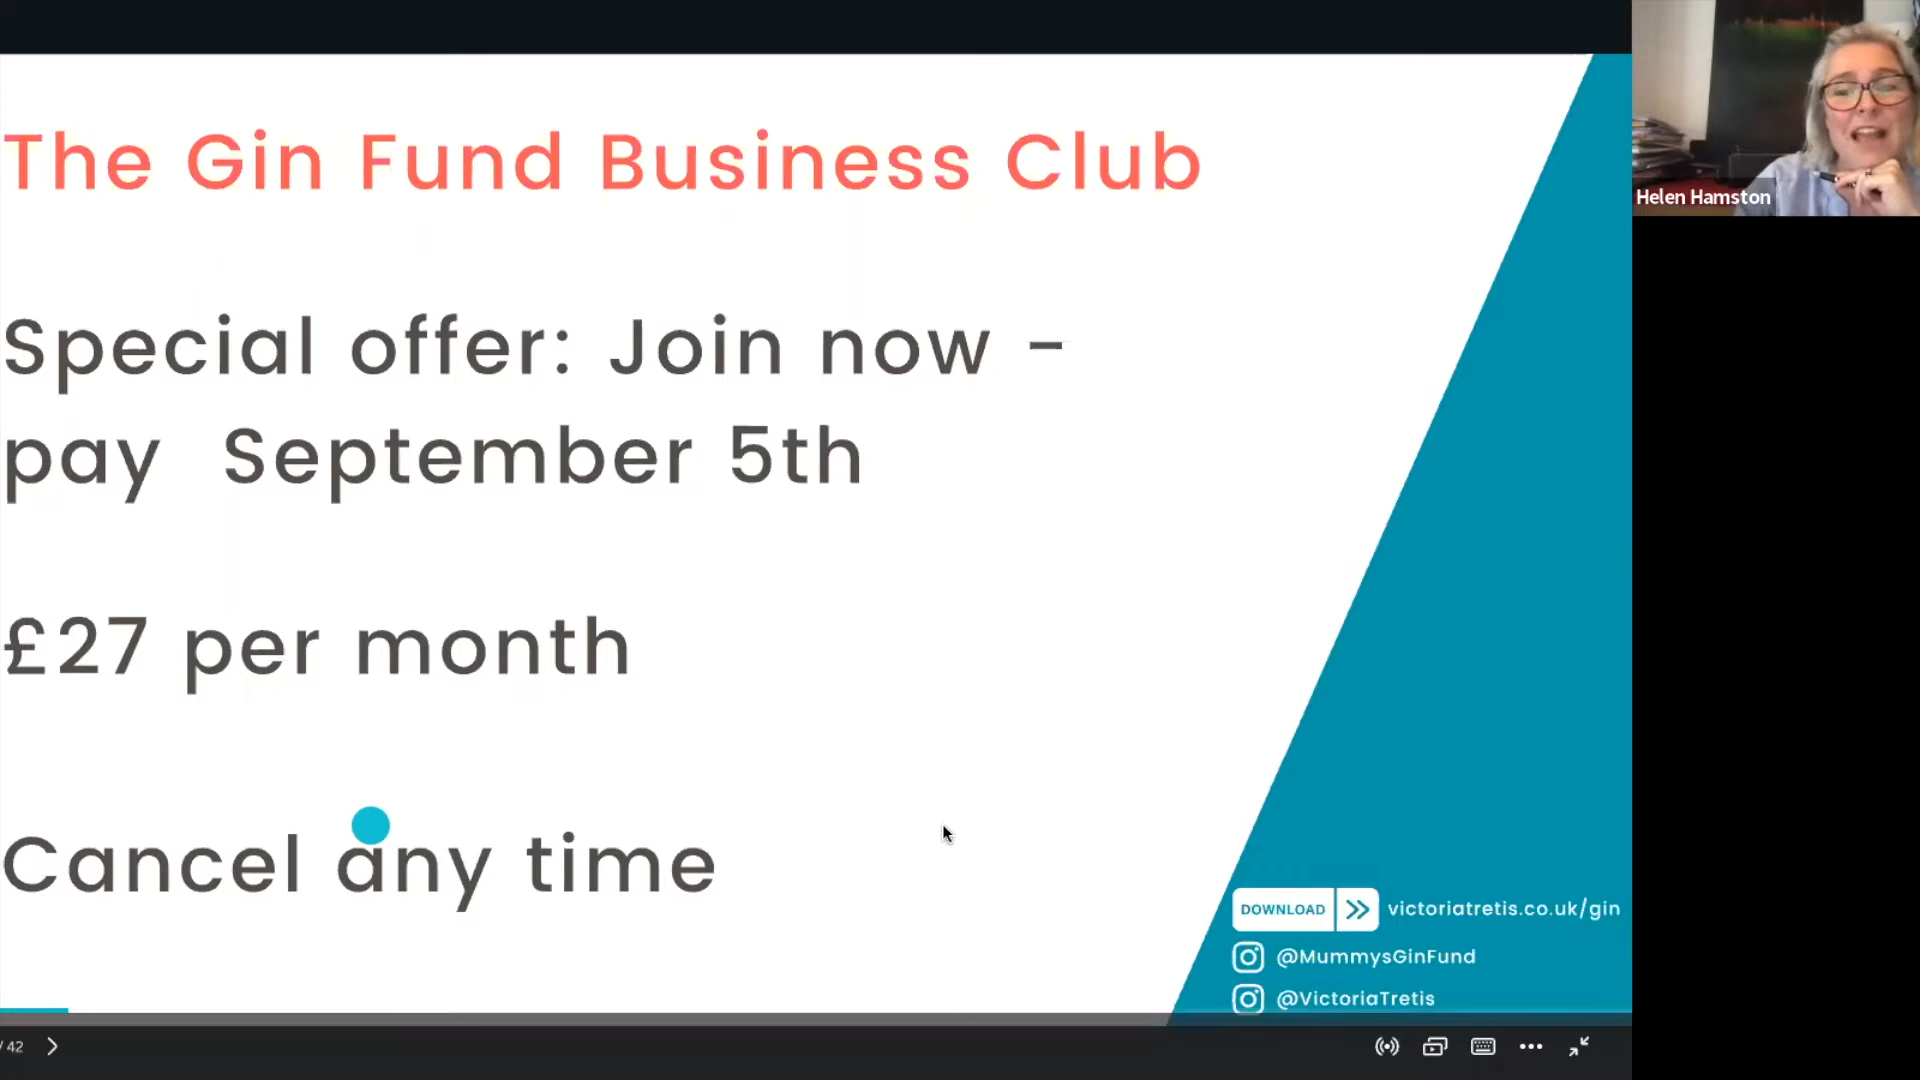 The Gin Fund Business Club
Helen Hamston
Special offer: Join now -
pay September 5th
£27 per month
Cancel any time
DOWNLOAD victoriatretis.co.uk/gin
@MummysGinFund
@VictoriaTretis
/ 42